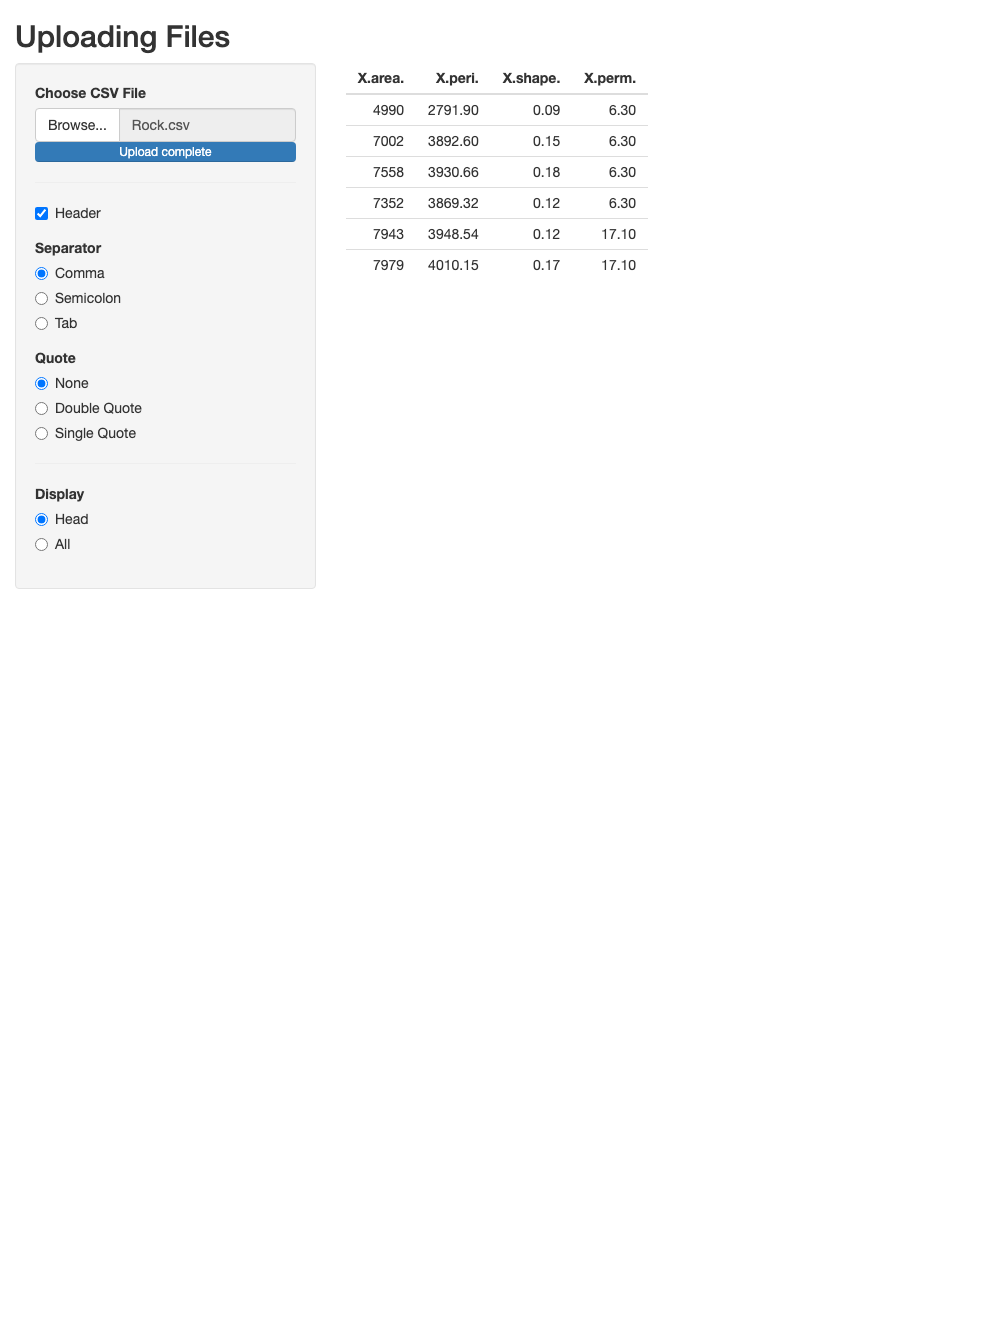 Uploading Files
Choose CSV File
Browse... Rock.csv
Upload complete
Header
Separator
Comma
Semicolon
Tab
Quote
None
Double Quote
Single Quote
Display
Head
All
X.area. X.peri. X.shape. X.perm.
4990 2791.90 0.09 6.30
7002 3892.60 0.15 6.30
7558 3930.66 0.18 6.30
7352 3869.32 0.12 6.30
7943 3948.54 0.12 17.10
7979 4010.15 0.17 17.10